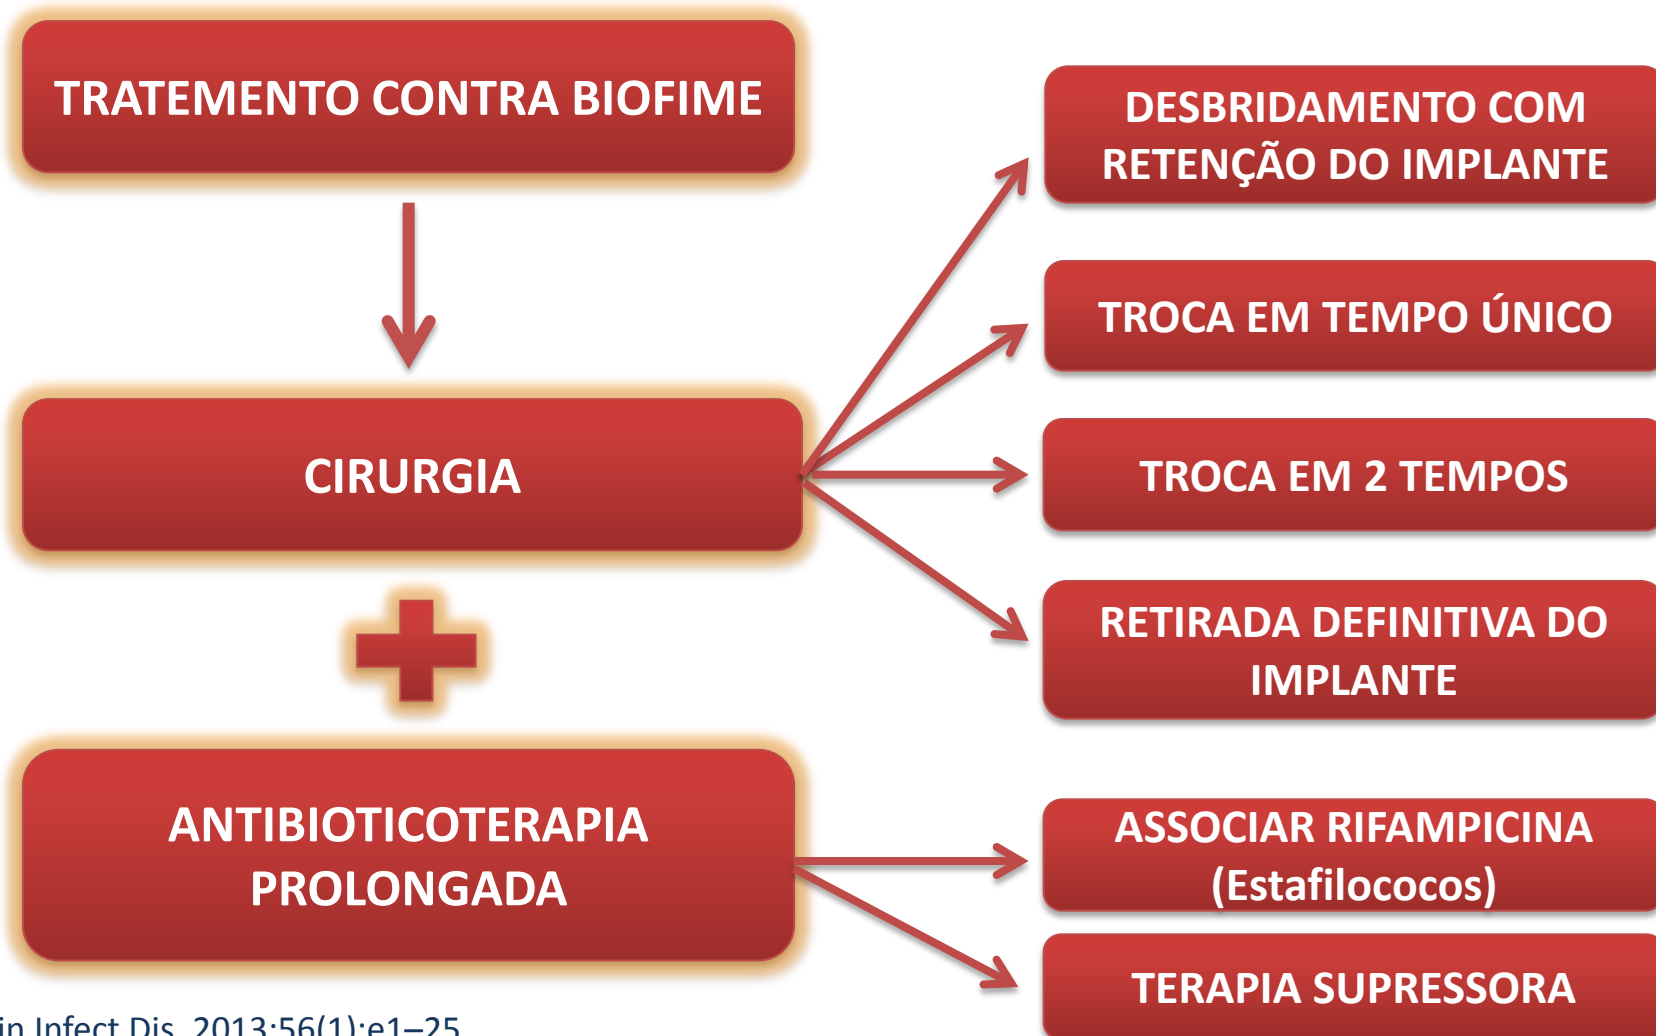 TRATEMENTO CONTRA BIOFIME
CIRURGIA
ANTIBIOTICOTERAPIA
PROLONGADA
DESBRIDAMENTO COM
RETENÇÃO DO IMPLANTE
TROCA EM TEMPO ÚNICO
TROCA EM 2 TEMPOS
RETIRADA DEFINITIVA DO
IMPLANTE
ASSOCIAR RIFAMPICINA
(Estafilococos)
TERAPIA SUPRESSORA
in Infect Dis. 2013;56(1):e1–25